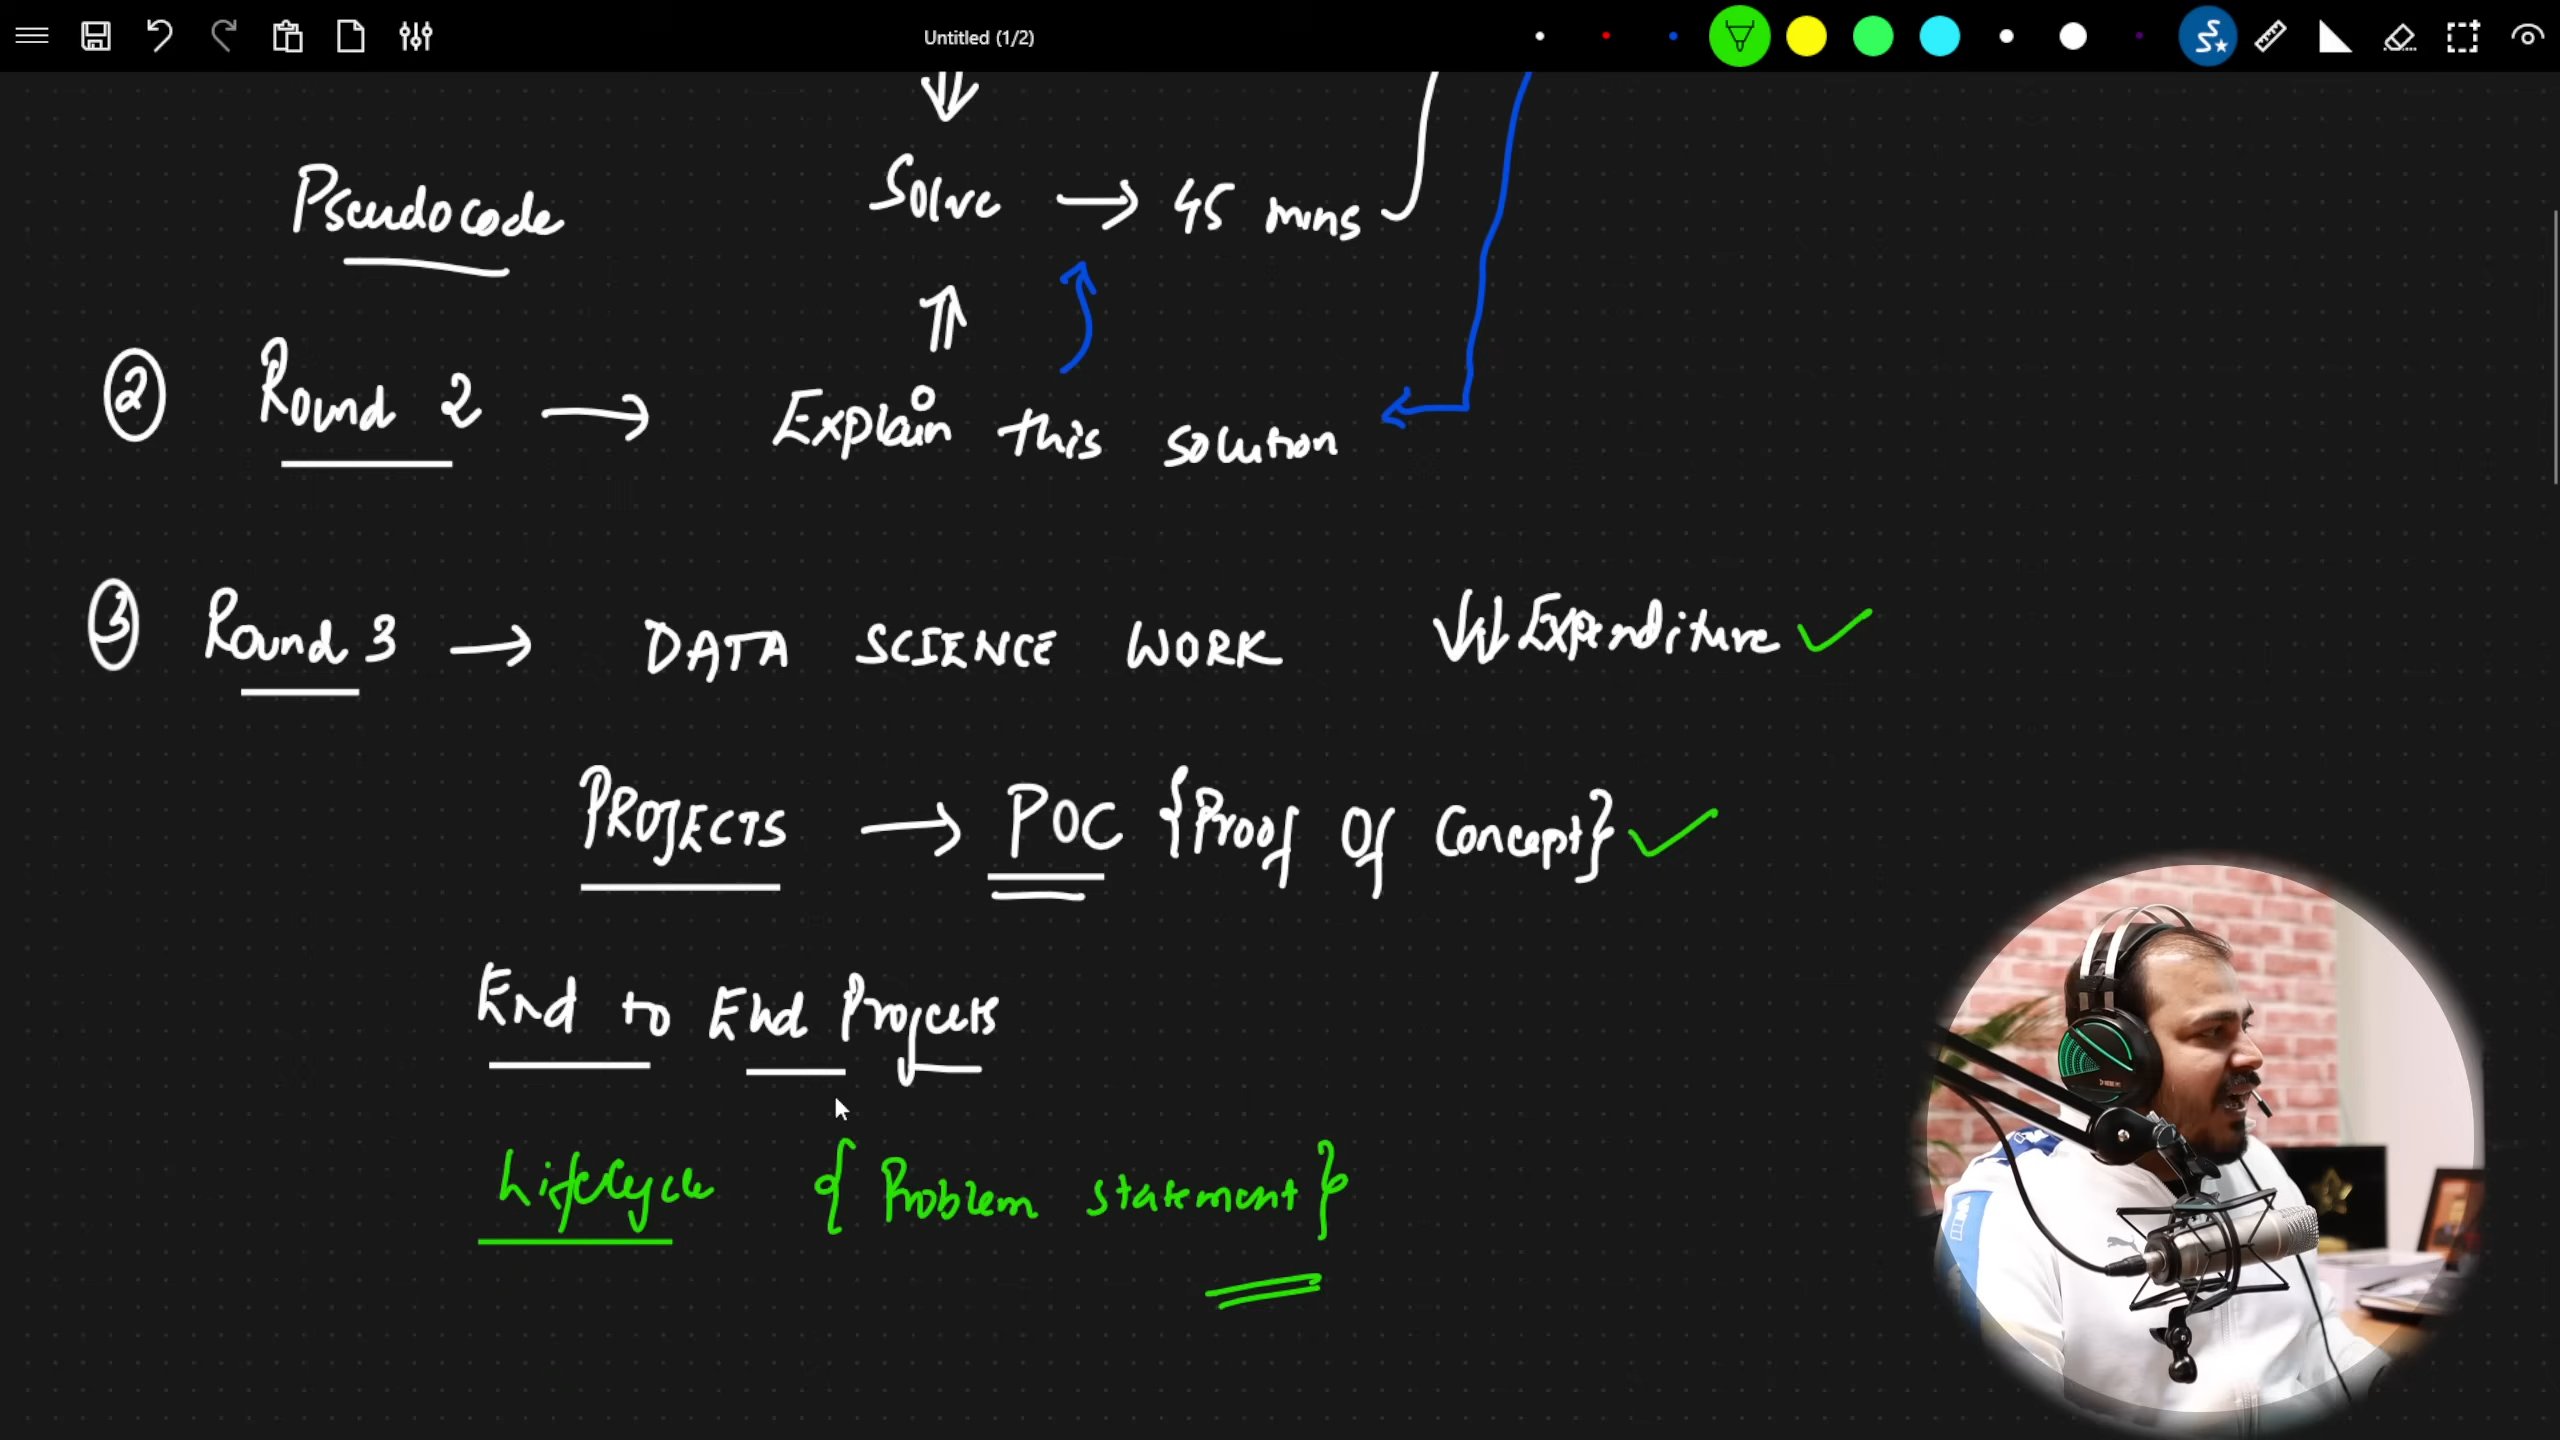 Untitled (1/2)
Solve → 45 mins
Pseudocode
② Round 2 → Explain this solution
③ Round 3 → DATA SCIENCE WORK ↓↓ Expenditure ✓
PROJECTS → POC {Proof Of Concept} ✓
End to End Projects
Lifecycle { Problem statement }